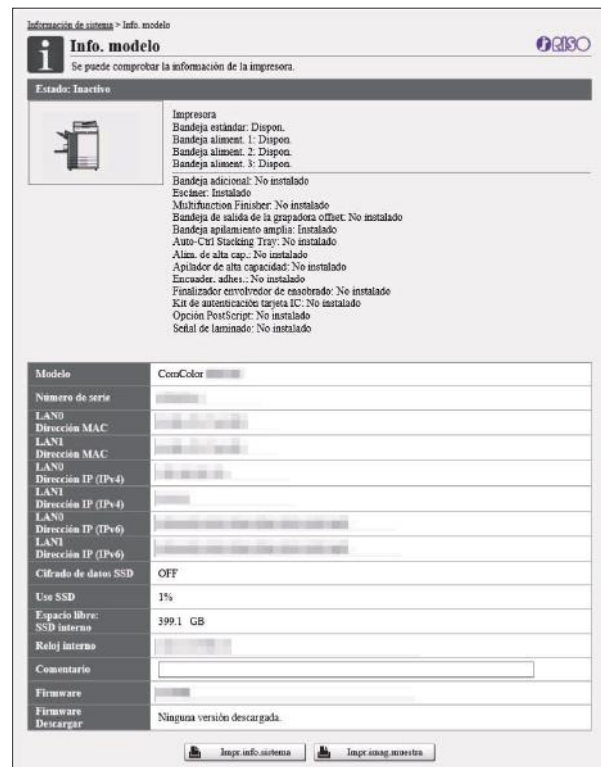 Información de sistema > Info. modelo
Info. modelo
RISO
Se puede comprobar la información de la impresora.
Estado: Inactivo
Impresora
Bandeja estándar: Dispon.
Bandeja aliment. 1: Dispon.
Bandeja aliment. 2: Dispon.
Bandeja aliment. 3: Dispon.
Bandeja adicional: No instalado
Escáner: Instalado
Multifunction Finisher: No instalado
Bandeja de salida de la grapadora offset: No instalado
Bandeja apilamiento amplia: Instalado
Auto-Ctrl Stacking Tray: No instalado
Alim. de alta cap.: No instalado
Apilador de alta capacidad: No instalado
Encuader. adhes.: No instalado
Finalizador envolvedor de ensobrado: No instalado
Kit de autenticación tarjeta IC: No instalado
Opción PostScript: No instalado
Señal de laminado: No instalado
Modelo ComColor
Número de serie
LAN0
Dirección MAC
LAN1
Dirección MAC
LAN0
Dirección IP (IPv4)
LAN1
Dirección IP (IPv4)
LAN0
Dirección IP (IPv6)
LAN1
Dirección IP (IPv6)
Cifrado de datos SSD OFF
Use SSD 1%
Espacio libre:
SSD interno 399.1 GB
Reloj interno
Comentario
Firmware
Firmware
Descargar Ninguna versión descargada.
Impr.info.sistema Impr.imag.muestra